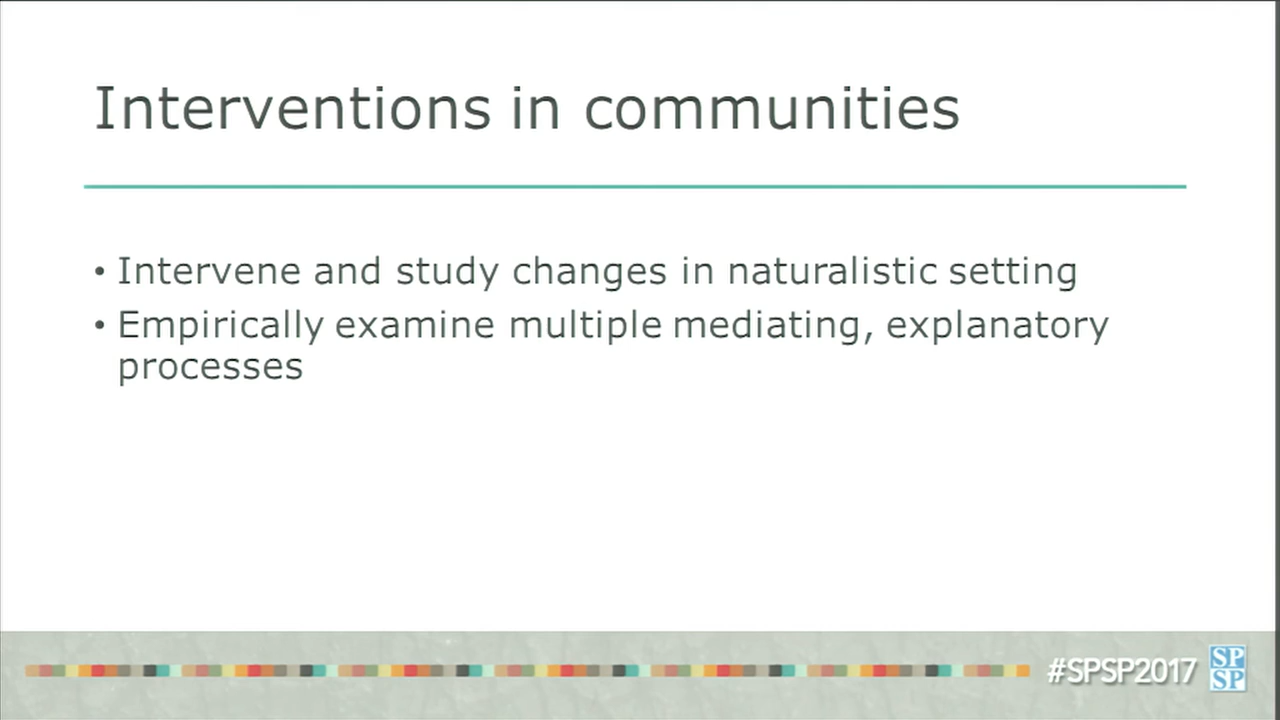 Interventions in communities
• Intervene and study changes in naturalistic setting
• Empirically examine multiple mediating, explanatory
processes
#SPSP2017
SP
SP